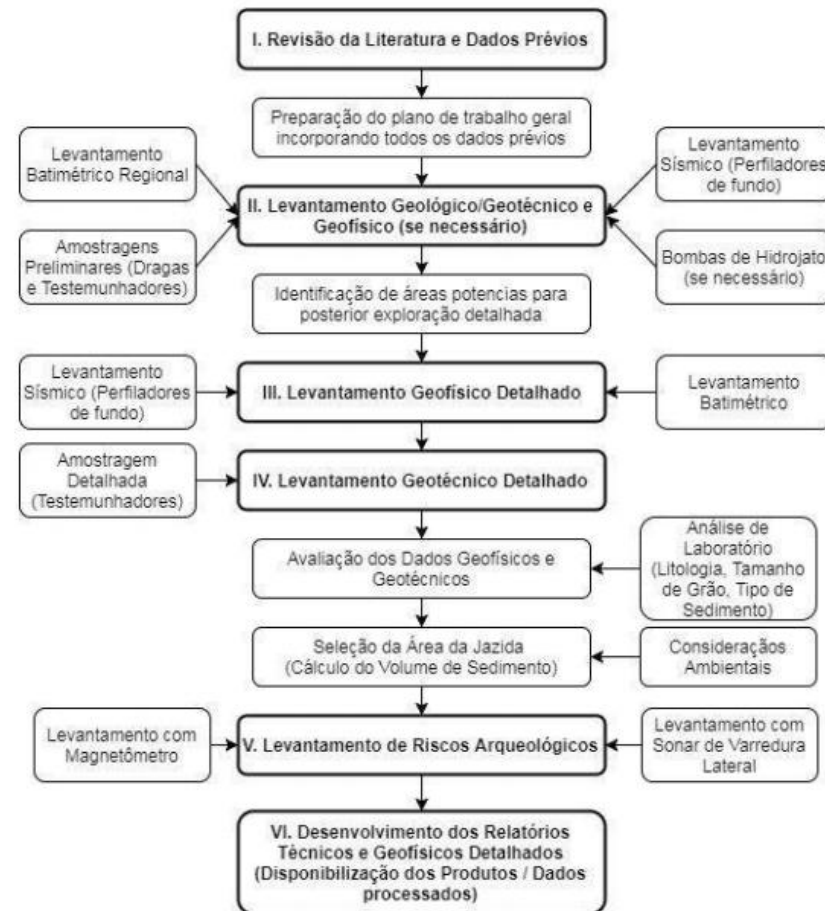 I. Revisão da Literatura e Dados Prévios
Preparação do plano de trabalho geral
incorporando todos os dados prévios
Levantamento
Batimétrico Regional
Levantamento
Sísmico (Perfiladores
de fundo)
II. Levantamento Geológico/Geotécnico e
Geofísico (se necessário)
Amostragens
Preliminares (Dragas
e Testemunhadores)
Bombas de Hidrojato
(se necessário)
Identificação de áreas potencias para
posterior exploração detalhada
Levantamento
Sísmico (Perfiladores
de fundo)
III. Levantamento Geofísico Detalhado
Levantamento
Batimétrico
Amostragem
Detalhada
(Testemunhadores)
IV. Levantamento Geotécnico Detalhado
Avaliação dos Dados Geofísicos e
Geotécnicos
Análise de
Laboratório
(Litologia, Tamanho
de Grão, Tipo de
Sedimento)
Seleção da Área da Jazida
(Cálculo do Volume de Sedimento)
Consideraçãos
Ambientais
Levantamento com
Magnetômetro
V. Levantamento de Riscos Arqueológicos
Levantamento com
Sonar de Varredura
Lateral
VI. Desenvolvimento dos Relatórios
Técnicos e Geofísicos Detalhados
(Disponibilização dos Produtos / Dados
processados)